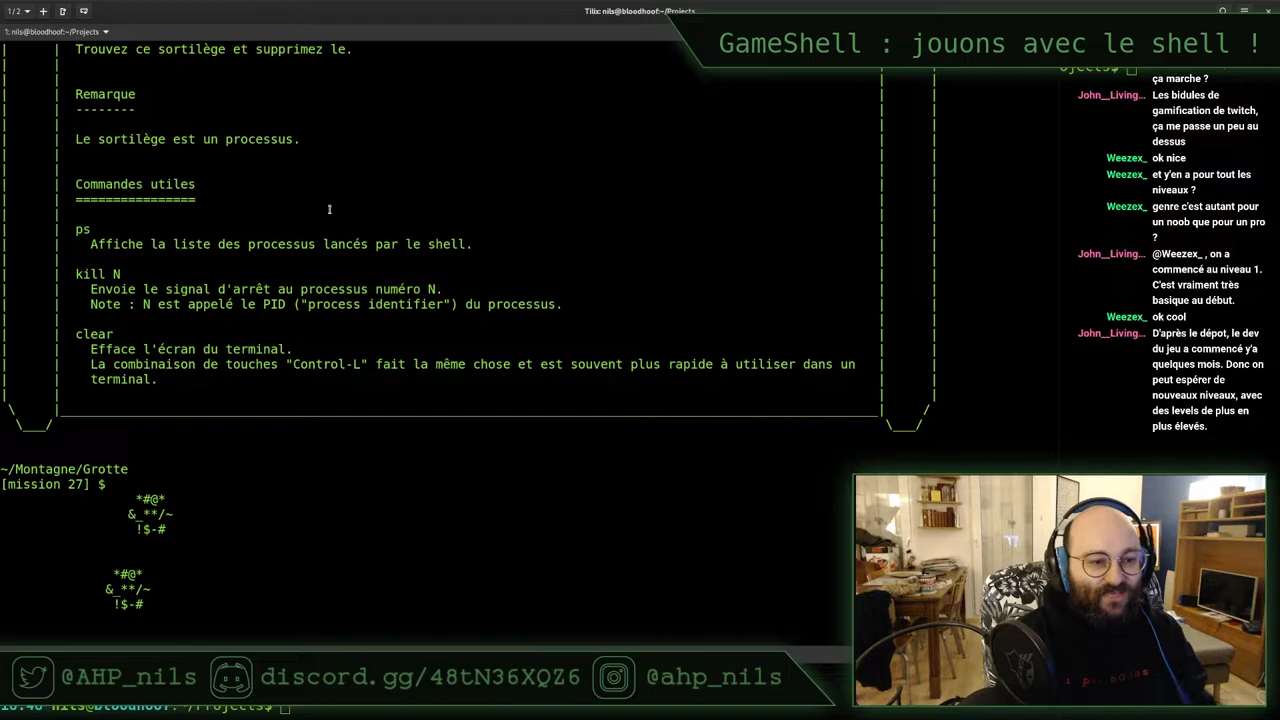 1/2
Tilix: nils@bloodhoof:~/Projects
1: nils@bloodhoof:~/Projects
GameShell : jouons avec le shell !
Trouvez ce sortilège et supprimez le.
Remarque
--------
Le sortilège est un processus.
Commandes utiles
================
ps
Affiche la liste des processus lancés par le shell.
kill N
Envoie le signal d'arrêt au processus numéro N.
Note : N est appelé le PID ("process identifier") du processus.
clear
Efface l'écran du terminal.
La combinaison de touches "Control-L" fait la même chose et est souvent plus rapide à utiliser dans un
terminal.
~/Montagne/Grotte
[mission 27] $
*#@*
&_**/~
!$-#
*#@*
&_**/~
!$-#
ojects$
ça marche ?
John__Living... Les bidules de
gamification de twitch,
ça me passe un peu au
dessus
Weezex_ ok nice
Weezex_ et y'en a pour tout les
niveaux ?
Weezex_ genre c'est autant pour
un noob que pour un pro
?
John__Living... @Weezex_ , on a
commencé au niveau 1.
C'est vraiment très
basique au début.
Weezex_ ok cool
John__Living... D'après le dépot, le dev
du jeu a commencé y'a
quelques mois. Donc on
peut espérer de
nouveaux niveaux, avec
des levels de plus en
plus élevés.
@AHP_nils discord.gg/48tN36XQZ6 @ahp_nils
nils@bloodhoof:~/Projects$